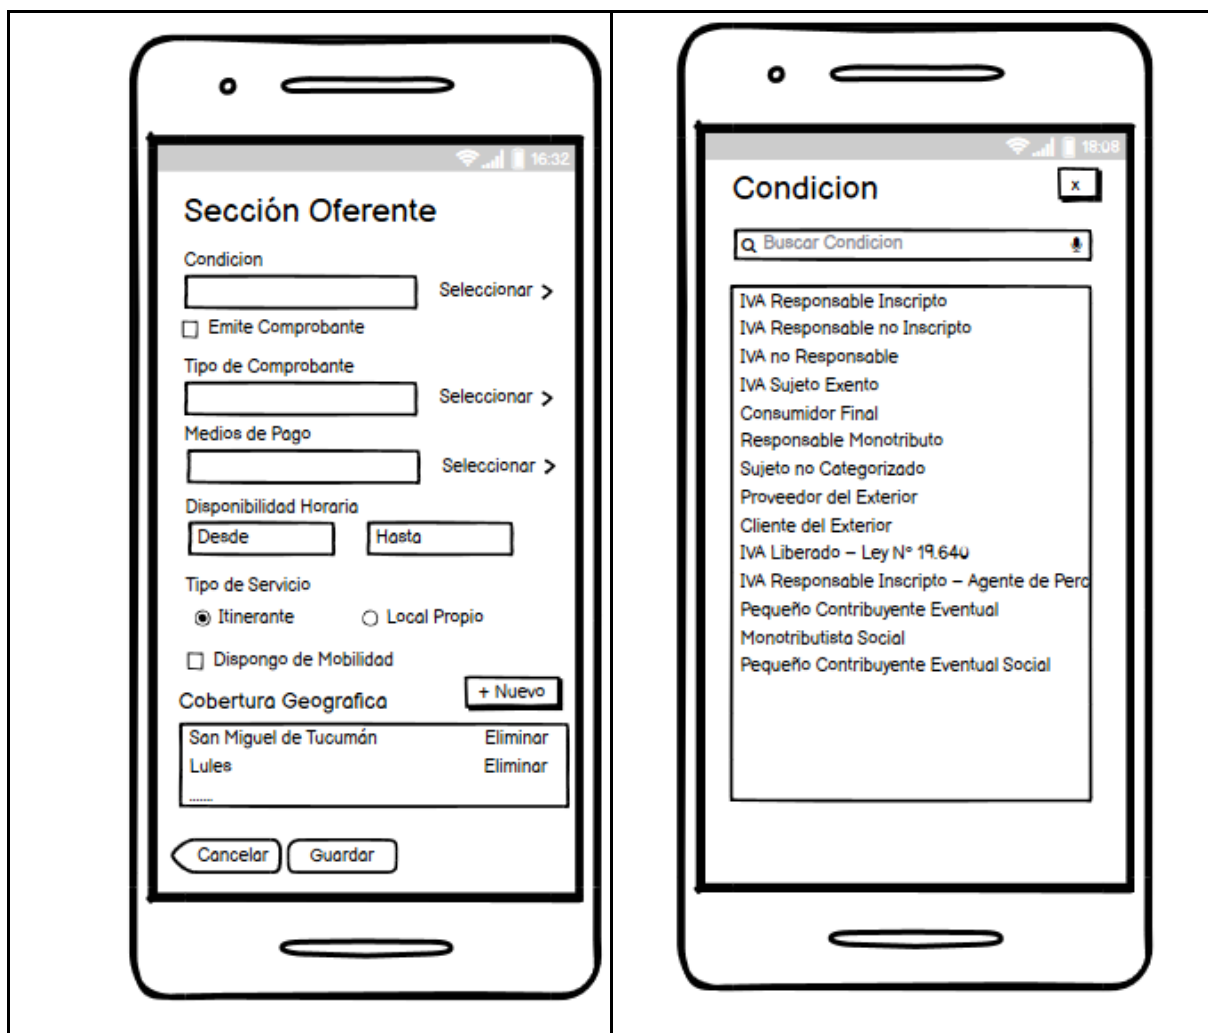 16:32
Sección Oferente
Condicion
Seleccionar >
Emite Comprobante
Tipo de Comprobante
Seleccionar >
Medios de Pago
Seleccionar >
Disponibilidad Horaria
Desde Hasta
Tipo de Servicio
Itinerante Local Propio
Dispongo de Mobilidad
Cobertura Geografica + Nuevo
San Miguel de Tucumán Eliminar
Lules Eliminar
.......
Cancelar Guardar
18:08
Condicion x
Buscar Condicion
IVA Responsable Inscripto
IVA Responsable no Inscripto
IVA no Responsable
IVA Sujeto Exento
Consumidor Final
Responsable Monotributo
Sujeto no Categorizado
Proveedor del Exterior
Cliente del Exterior
IVA Liberado – Ley Nº 19.640
IVA Responsable Inscripto – Agente de Perc
Pequeño Contribuyente Eventual
Monotributista Social
Pequeño Contribuyente Eventual Social